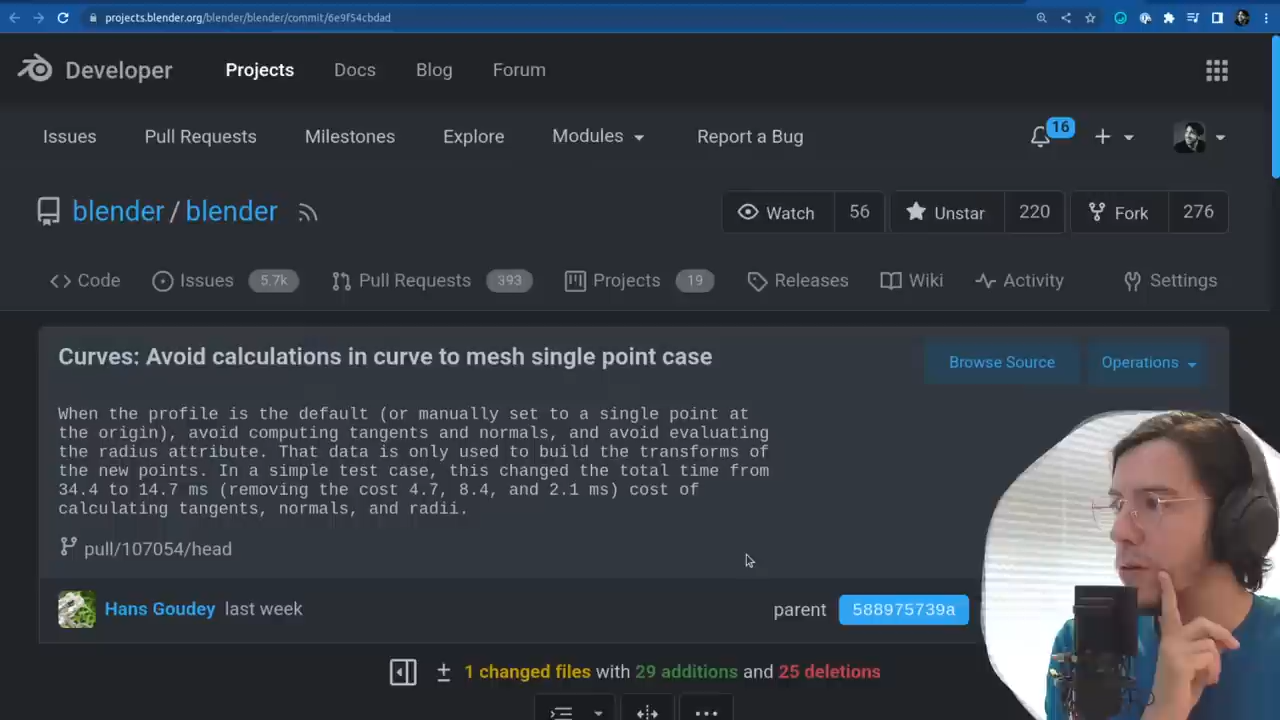 projects.blender.org/blender/blender/commit/6e9f54cbdad
Developer Projects Docs Blog Forum
Issues Pull Requests Milestones Explore Modules Report a Bug 16
blender / blender Watch 56 Unstar 220 Fork 276
Code Issues 5.7k Pull Requests 393 Projects 19 Releases Wiki Activity Settings
Curves: Avoid calculations in curve to mesh single point case Browse Source Operations
When the profile is the default (or manually set to a single point at
the origin), avoid computing tangents and normals, and avoid evaluating
the radius attribute. That data is only used to build the transforms of
the new points. In a simple test case, this changed the total time from
34.4 to 14.7 ms (removing the cost 4.7, 8.4, and 2.1 ms) cost of
calculating tangents, normals, and radii.
pull/107054/head
Hans Goudey last week parent 588975739a
1 changed files with 29 additions and 25 deletions